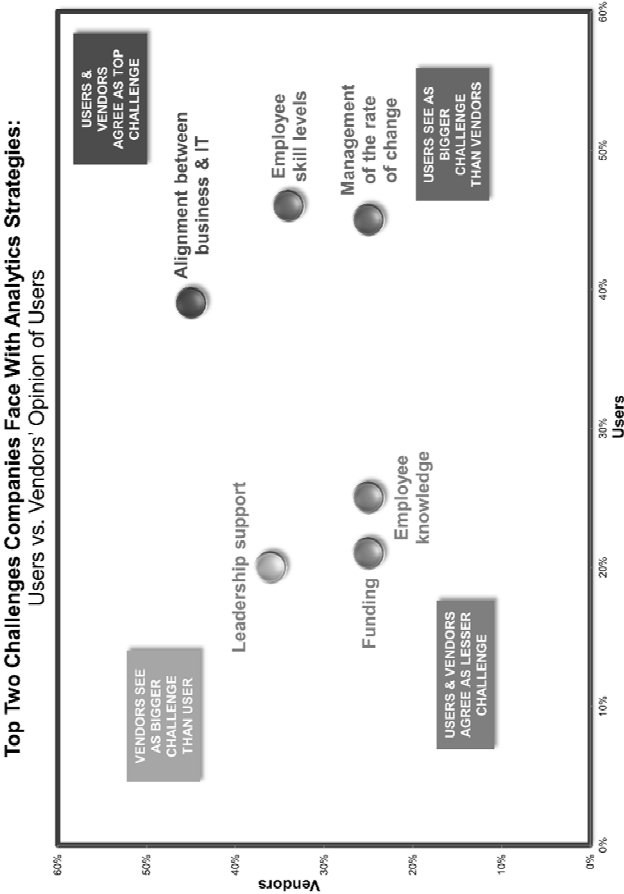 Top Two Challenges Companies Face With Analytics Strategies:
Users vs. Vendors' Opinion of Users
60%
50%
40%
30%
20%
10%
0%
Vendors
VENDORS SEE
AS BIGGER
CHALLENGE
THAN USER
USERS &
VENDORS
AGREE AS TOP
CHALLENGE
Alignment between
business & IT
Leadership support
Employee
skill levels
Funding
Employee
knowledge
Management
of the rate
of change
USERS & VENDORS
AGREE AS LESSER
CHALLENGE
USERS SEE AS
BIGGER
CHALLENGE
THAN VENDORS
0%
10%
20%
30%
40%
50%
60%
Users